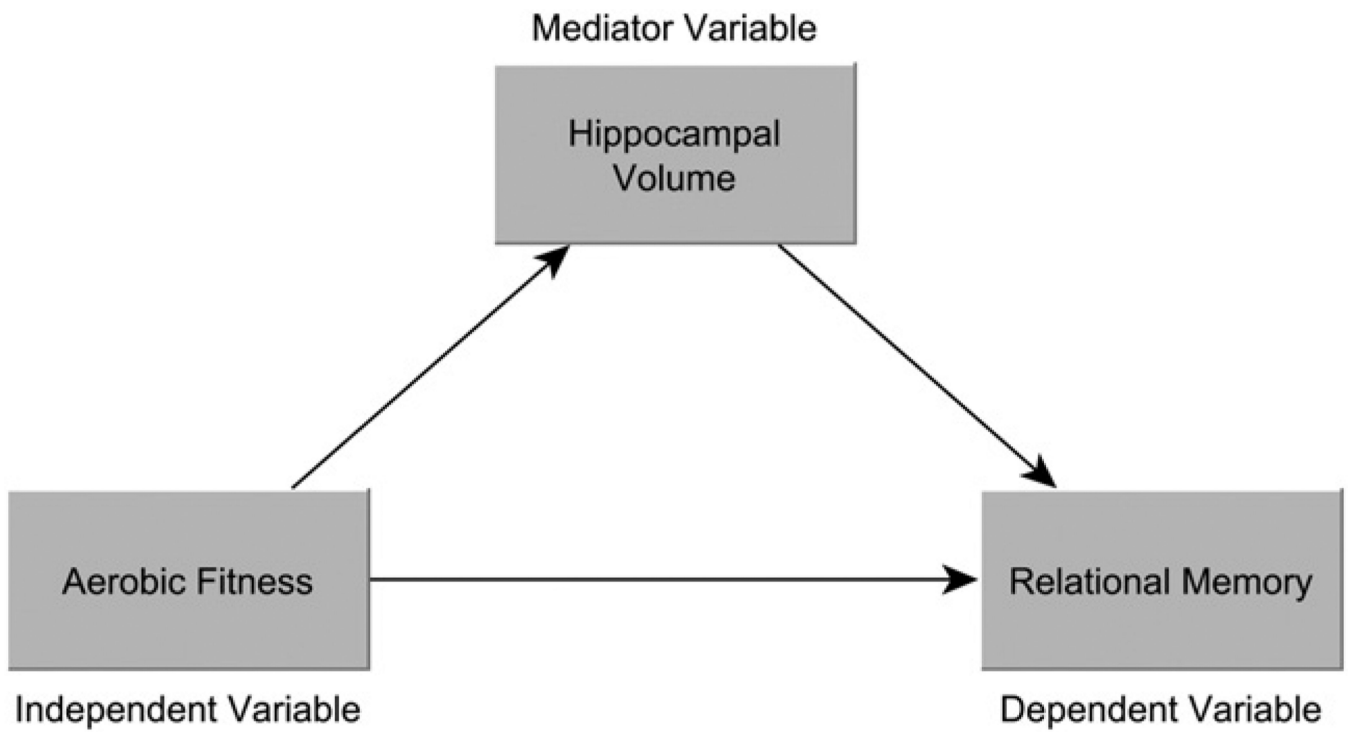 Mediator Variable
Hippocampal
Volume
Aerobic Fitness
Relational Memory
Independent Variable
Dependent Variable